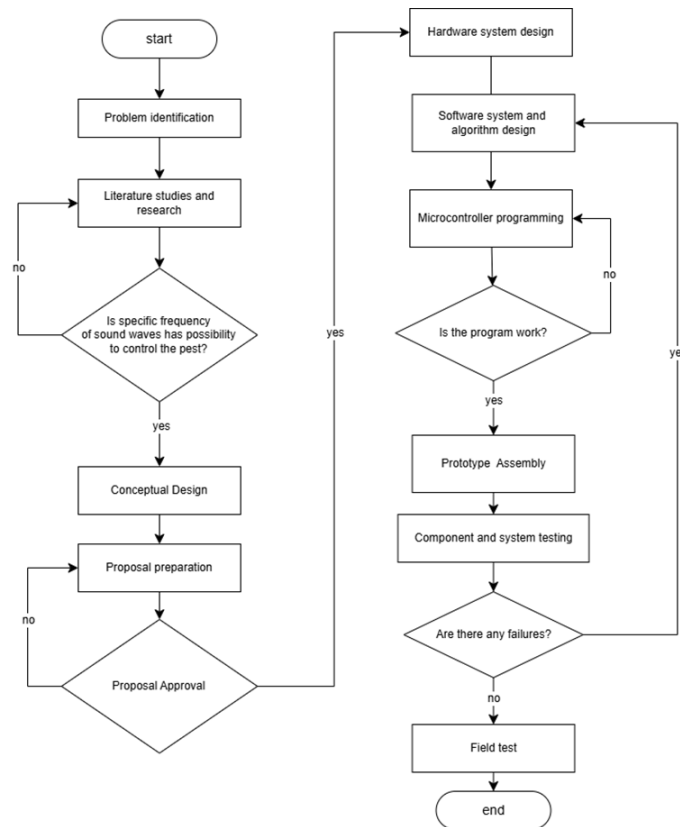 start
Problem identification
Literature studies and
research
no
Is specific frequency
of sound waves has possibility
to control the pest?
yes
Conceptual Design
Proposal preparation
no
Proposal Approval
yes
Hardware system design
Software system and
algorithm design
Microcontroller programming
no
Is the program work?
yes
Prototype Assembly
Component and system testing
Are there any failures?
ye
no
Field test
end